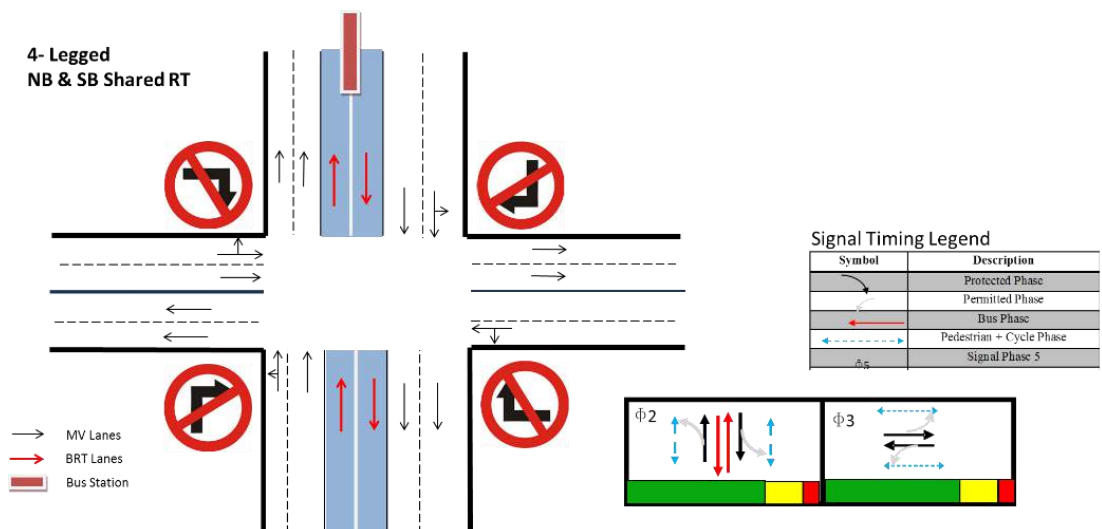 4- Legged
NB & SB Shared RT
MV Lanes
BRT Lanes
Bus Station
Signal Timing Legend
Symbol Description
Protected Phase
Permitted Phase
Bus Phase
Pedestrian + Cycle Phase
Φ5 Signal Phase 5
Φ2
Φ3